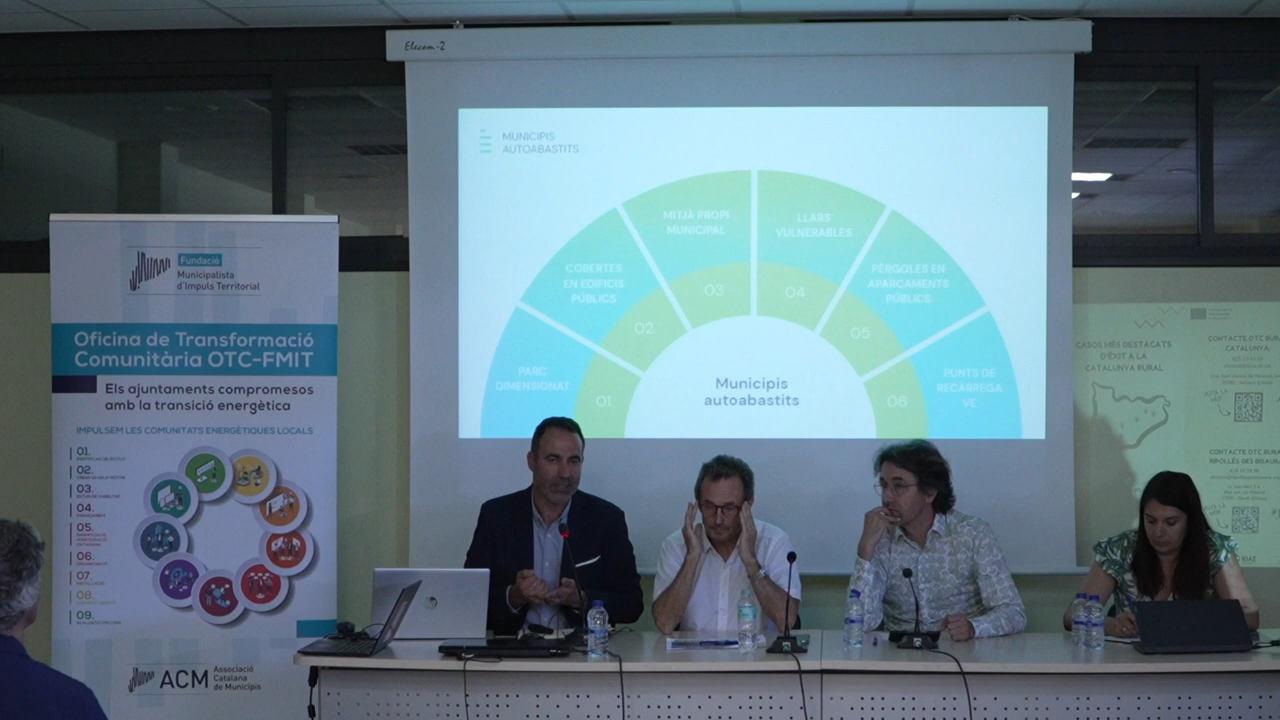 Elecom-2
MUNICIPIS
AUTOABASTITS
MITJÀ PROPI
MUNICIPAL
LLARS
VULNERABLES
COBERTES
EN EDIFICIS
PÚBLICS
PÈRGOLES EN
APARCAMENTS
PÚBLICS
PARC
DIMENSIONAT
PUNTS DE
RECÀRREGA
VE
01
02
03
04
05
06
Municipis
autoabastits
Fundació
Municipalista
d'Impuls Territorial
Oficina de Transformació
Comunitària OTC-FMIT
Els ajuntaments compromesos
amb la transició energètica
IMPULSEM LES COMUNITATS ENERGÈTIQUES LOCALS
01.
02.
03.
04.
05.
06.
07.
08.
09.
ACM
Associació
Catalana
de Municipis
CASOS MÉS DESTACATS
D'ÈXIT A LA
CATALUNYA RURAL
CONTACTE OTC RURAL
CATALUNYA
CONTACTE OTC RURAL
hp